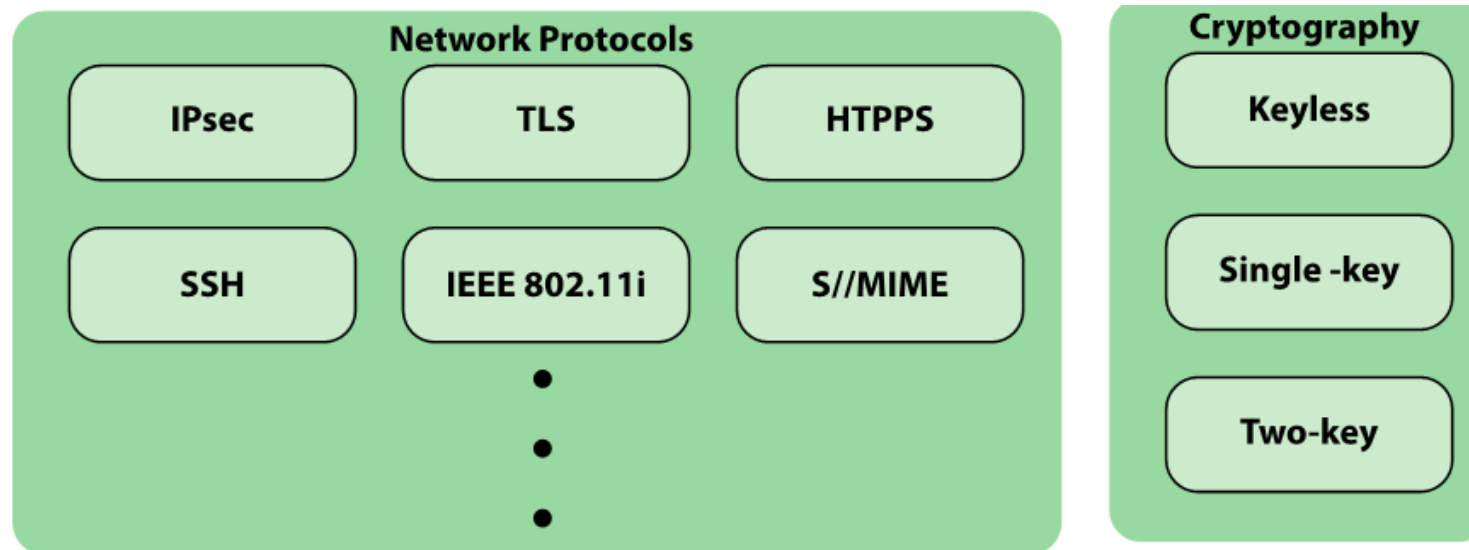 Network Protocols
IPsec
TLS
HTPPS
SSH
IEEE 802.11i
S//MIME
Cryptography
Keyless
Single -key
Two-key